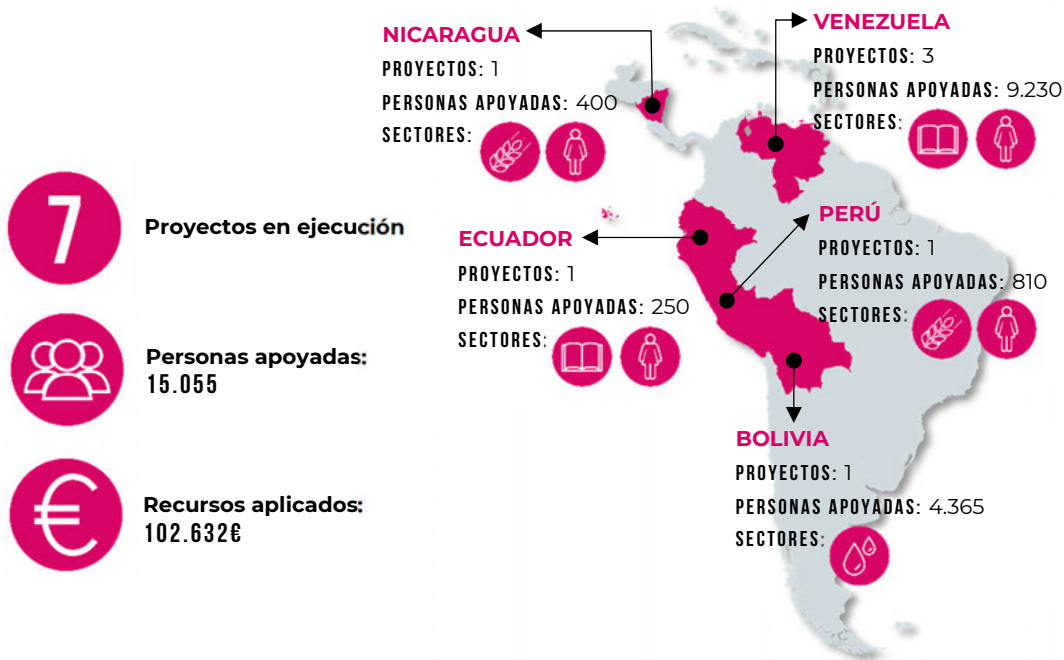 7
Proyectos en ejecución
Personas apoyadas:
15.055
€
Recursos aplicados:
102.632€
NICARAGUA
PROYECTOS: 1
PERSONAS APOYADAS: 400
SECTORES:
VENEZUELA
PROYECTOS: 3
PERSONAS APOYADAS: 9.230
SECTORES:
ECUADOR
PROYECTOS: 1
PERSONAS APOYADAS: 250
SECTORES:
PERÚ
PROYECTOS: 1
PERSONAS APOYADAS: 810
SECTORES:
BOLIVIA
PROYECTOS: 1
PERSONAS APOYADAS: 4.365
SECTORES: